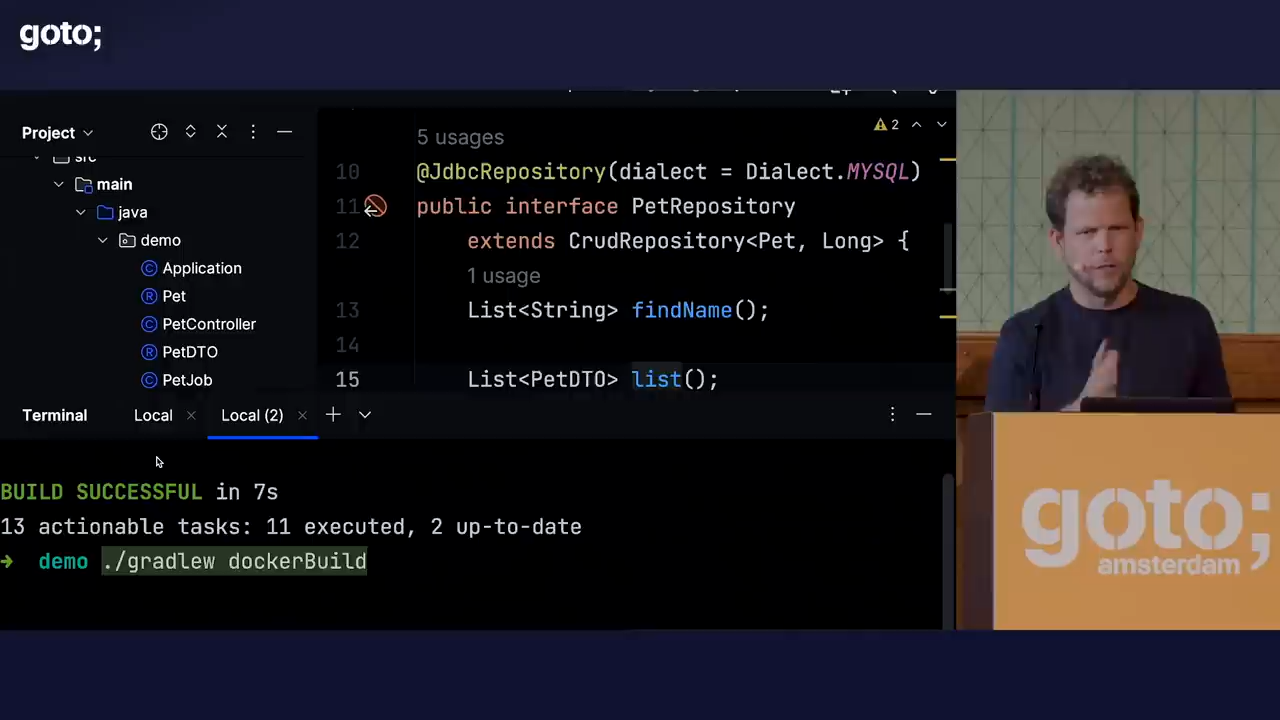 goto;
Project
src
main
java
demo
Application
Pet
PetController
PetDTO
PetJob
2
5 usages
10 @JdbcRepository(dialect = Dialect.MYSQL)
11 public interface PetRepository
12 extends CrudRepository<Pet, Long> {
1 usage
13 List<String> findName();
14
15 List<PetDTO> list();
Terminal Local Local (2)
BUILD SUCCESSFUL in 7s
13 actionable tasks: 11 executed, 2 up-to-date
demo ./gradlew dockerBuild
goto;
amsterdam